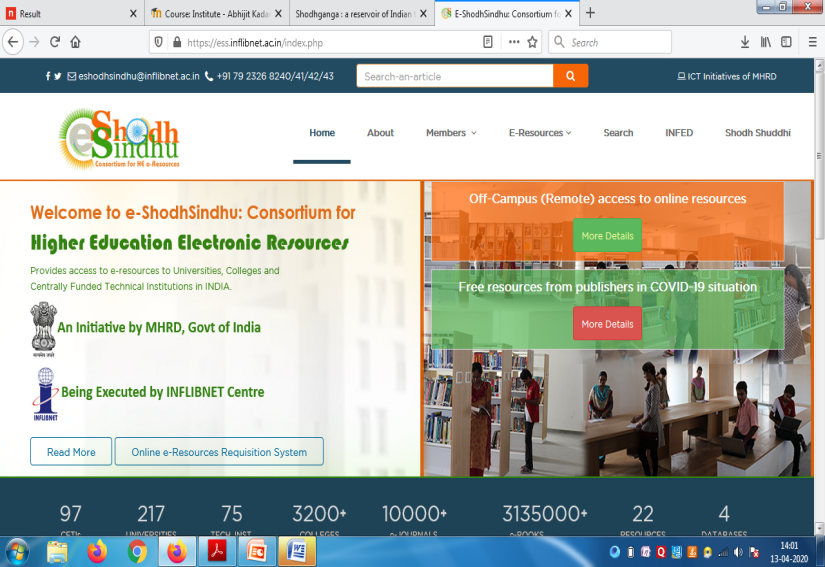 Result
Course: Institute - Abhijit Kadam
Shodhganga : a reservoir of Indian t
E-ShodhSindhu: Consortium fo
https://ess.inflibnet.ac.in/index.php
Search
eshodhsindhu@inflibnet.ac.in +91 79 2326 8240/41/42/43
Search-an-article
ICT Initiatives of MHRD
eShodh Sindhu
Consortium for HE e-Resources
Home About Members E-Resources Search INFED Shodh Shuddhi
Welcome to e-ShodhSindhu: Consortium for
Higher Education Electronic Resources
Provides access to e-resources to Universities, Colleges and
Centrally Funded Technical Institutions in INDIA.
An Initiative by MHRD, Govt of India
INFLIBNET
Being Executed by INFLIBNET Centre
Read More
Online e-Resources Requisition System
Off-Campus (Remote) access to online resources
More Details
Free resources from publishers in COVID-19 situation
More Details
97 217 75 3200+ 10000+ 3135000+ 22 4
CFTIs UNIVERSITIES TECH. INST. COLLEGES e-JOURNALS e-BOOKS RESOURCES DATABASES
14:01
13-04-2020